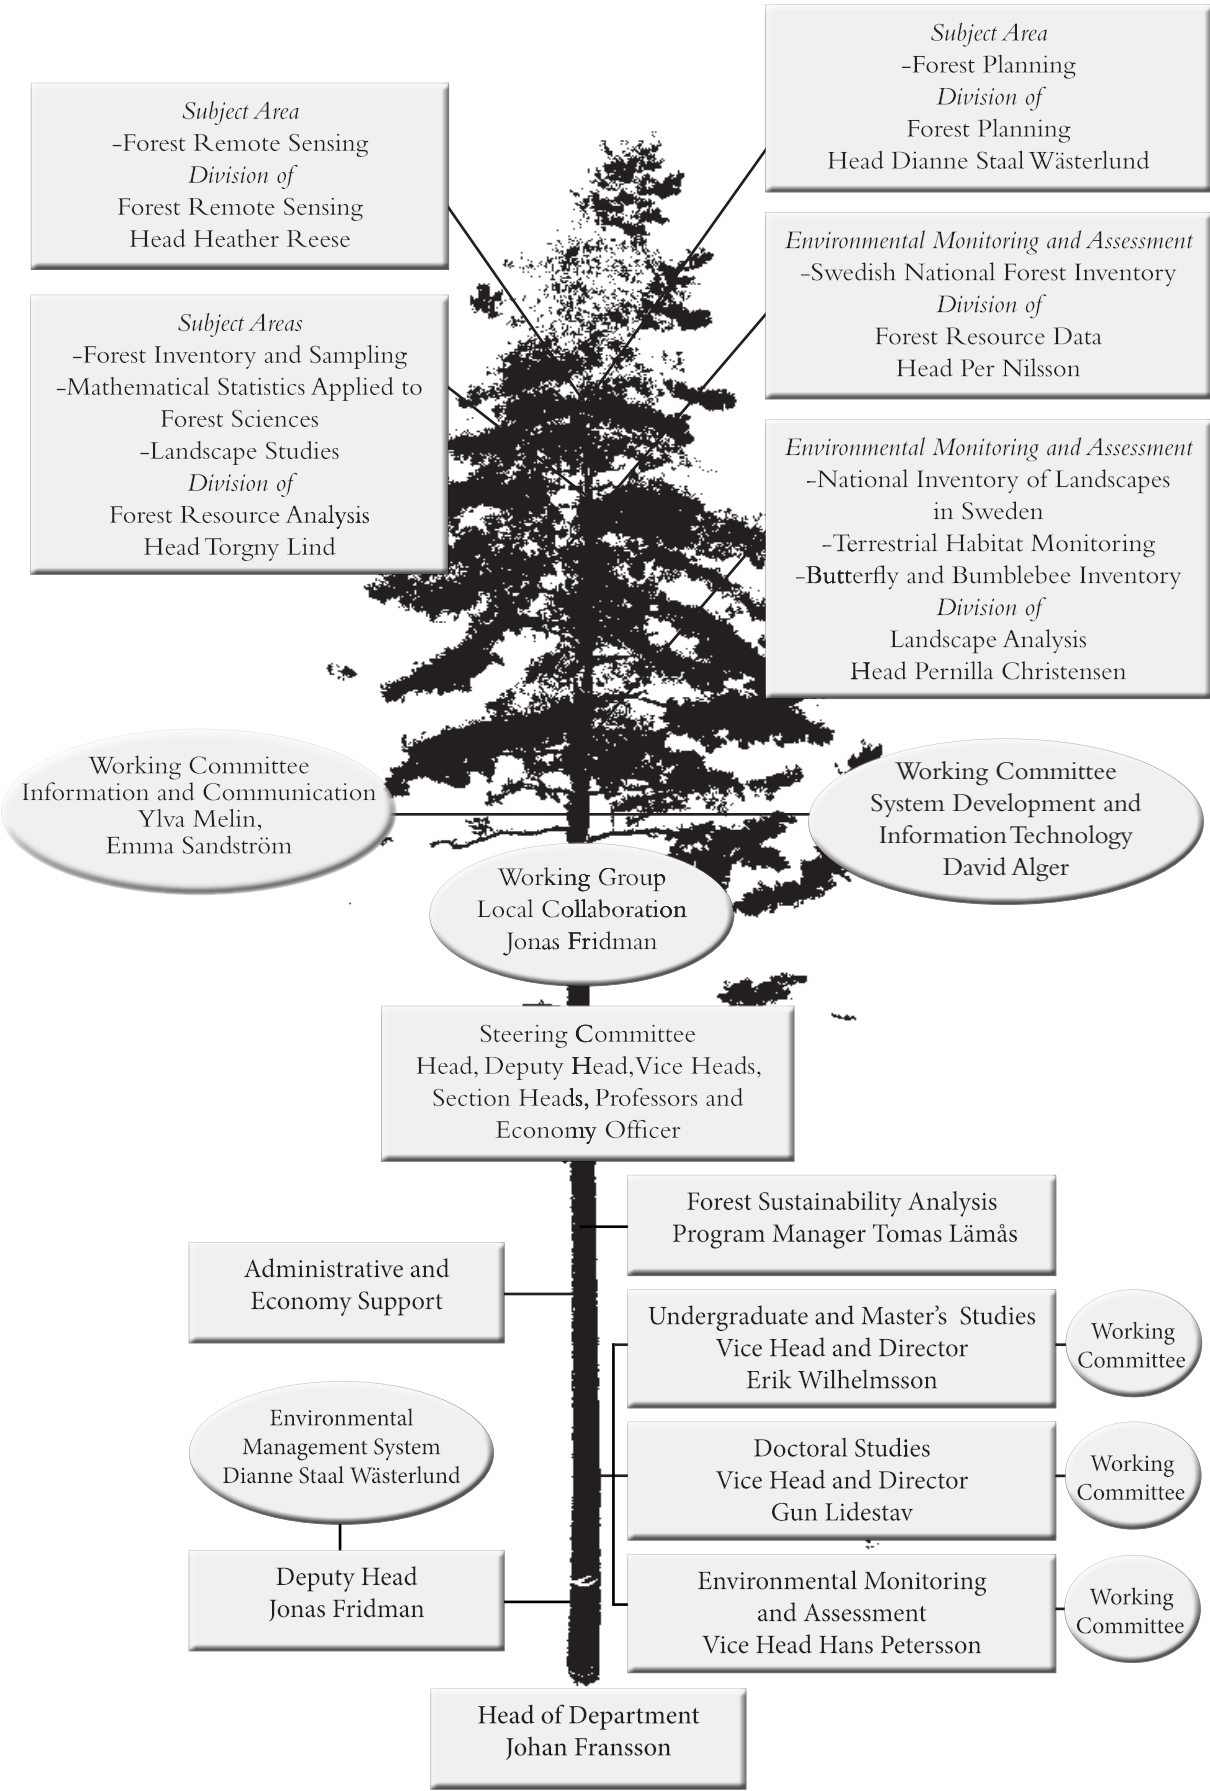 Subject Area
-Forest Planning
Division of
Forest Planning
Head Dianne Staal Wästerlund
Subject Area
-Forest Remote Sensing
Division of
Forest Remote Sensing
Head Heather Reese
Environmental Monitoring and Assessment
-Swedish National Forest Inventory
Division of
Forest Resource Data
Head Per Nilsson
Subject Areas
-Forest Inventory and Sampling
-Mathematical Statistics Applied to
Forest Sciences
-Landscape Studies
Division of
Forest Resource Analysis
Head Torgny Lind
Environmental Monitoring and Assessment
-National Inventory of Landscapes
in Sweden
-Terrestrial Habitat Monitoring
-Butterfly and Bumblebee Inventory
Division of
Landscape Analysis
Head Pernilla Christensen
Working Committee
Information and Communication
Ylva Melin,
Emma Sandström
Working Committee
System Development and
Information Technology
David Alger
Working Group
Local Collaboration
Jonas Fridman
Steering Committee
Head, Deputy Head, Vice Heads,
Section Heads, Professors and
Economy Officer
Forest Sustainability Analysis
Program Manager Tomas Lämås
Administrative and
Economy Support
Undergraduate and Master's Studies
Vice Head and Director
Erik Wilhelmsson
Working
Committee
Environmental
Management System
Dianne Staal Wästerlund
Doctoral Studies
Vice Head and Director
Gun Lidestav
Working
Committee
Deputy Head
Jonas Fridman
Environmental Monitoring
and Assessment
Vice Head Hans Petersson
Working
Committee
Head of Department
Johan Fransson